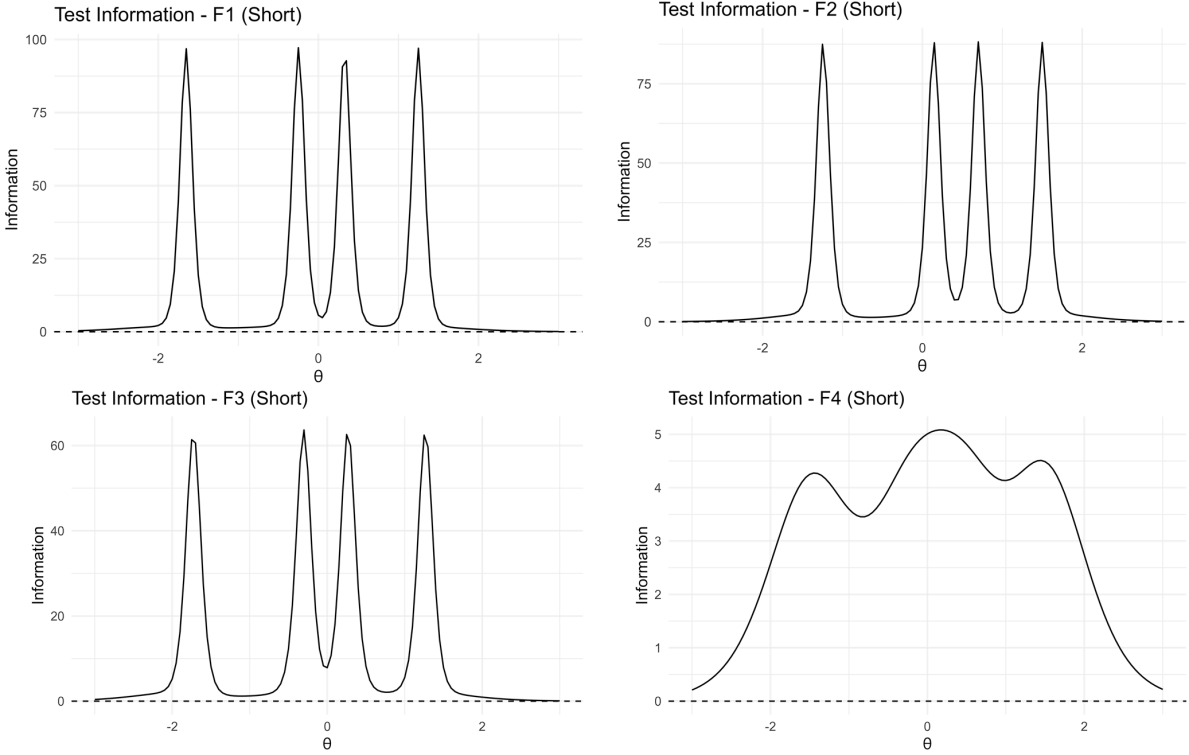 Test Information - F1 (Short)
100
75
50
25
0
Information
-2
0
2
θ
Test Information - F2 (Short)
75
50
25
0
Information
-2
0
2
θ
Test Information - F3 (Short)
60
40
20
0
Information
-2
0
2
θ
Test Information - F4 (Short)
5
4
3
2
1
0
Information
-2
0
2
θ